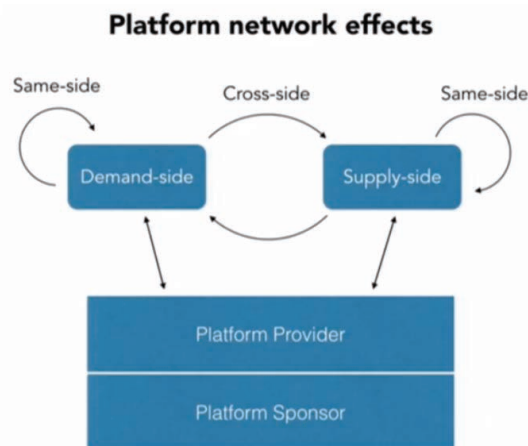 Platform network effects
Same-side
Cross-side
Same-side
Demand-side
Supply-side
Platform Provider
Platform Sponsor